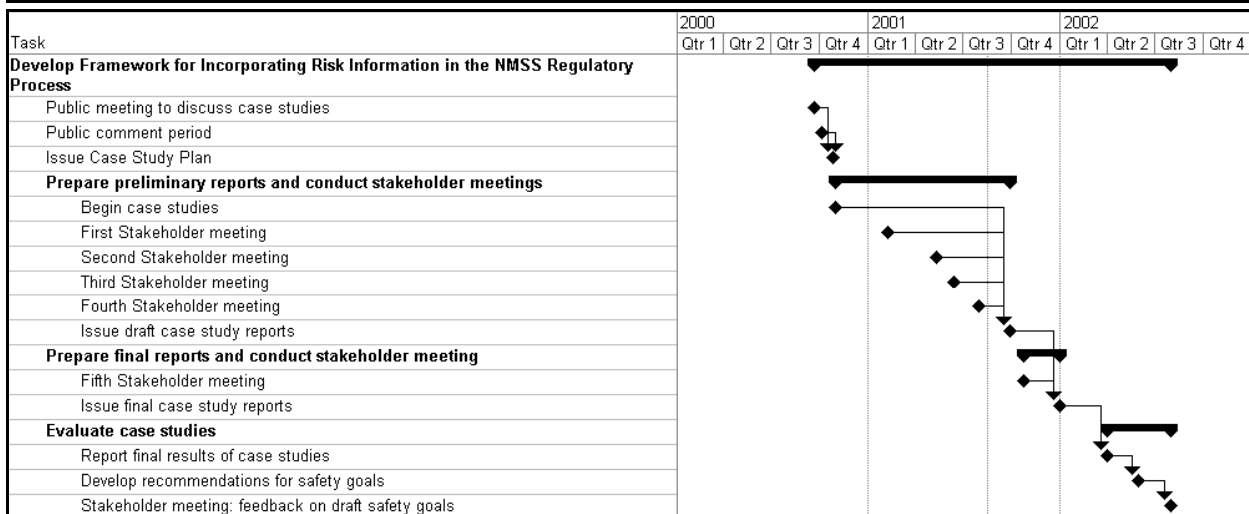 2000 2001 2002
Task Qtr 1 Qtr 2 Qtr 3 Qtr 4 Qtr 1 Qtr 2 Qtr 3 Qtr 4 Qtr 1 Qtr 2 Qtr 3 Qtr 4
Develop Framework for Incorporating Risk Information in the NMSS Regulatory
Process
Public meeting to discuss case studies
Public comment period
Issue Case Study Plan
Prepare preliminary reports and conduct stakeholder meetings
Begin case studies
First Stakeholder meeting
Second Stakeholder meeting
Third Stakeholder meeting
Fourth Stakeholder meeting
Issue draft case study reports
Prepare final reports and conduct stakeholder meeting
Fifth Stakeholder meeting
Issue final case study reports
Evaluate case studies
Report final results of case studies
Develop recommendations for safety goals
Stakeholder meeting: feedback on draft safety goals